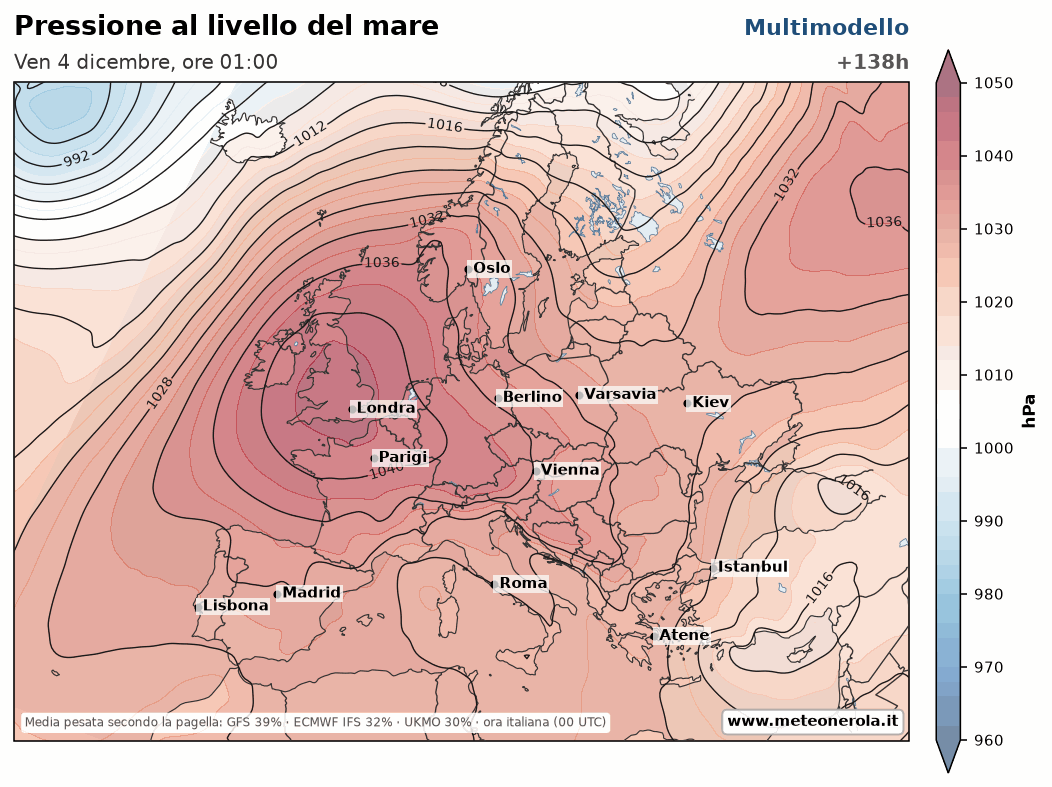 Pressione al livello del mare
Multimodello
Ven 4 dicembre, ore 01:00
+138h
992
1012
1016
1032
1032
1036
1036
Oslo
1028
Londra
Berlino
Varsavia
Kiev
Parigi
1040
Vienna
1016
Istanbul
1016
Madrid
Roma
Lisbona
Atene
Media pesata secondo la pagella: GFS 39% · ECMWF IFS 32% · UKMO 30% · ora italiana (00 UTC)
www.meteonerola.it
1050
1040
1030
1020
1010
1000
990
980
970
960
hPa